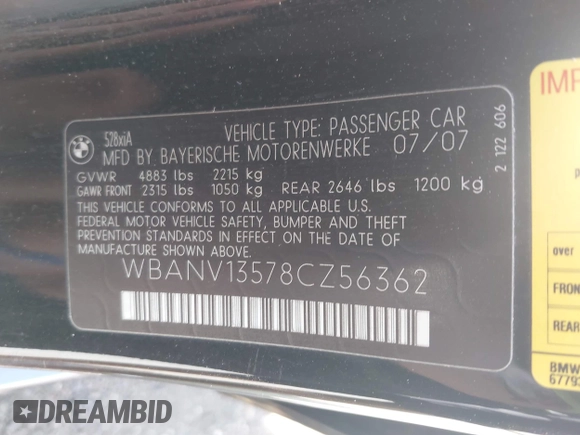 BMW
528xiA
VEHICLE TYPE: PASSENGER CAR
MFD BY BAYERISCHE MOTORENWERKE 07/07
GVWR 4883 lbs 2215 kg
GAWR FRONT 2315 lbs 1050 kg REAR 2646 lbs 1200 kg
THIS VEHICLE CONFORMS TO ALL APPLICABLE U.S.
FEDERAL MOTOR VEHICLE SAFETY, BUMPER AND THEFT
PREVENTION STANDARDS IN EFFECT ON THE DATE OF
MANUFACTURE SHOWN ABOVE.
WBANV13578CZ56362
2 122 606
IMP
over
FRON
REAR
BMW
6779
DREAMBID